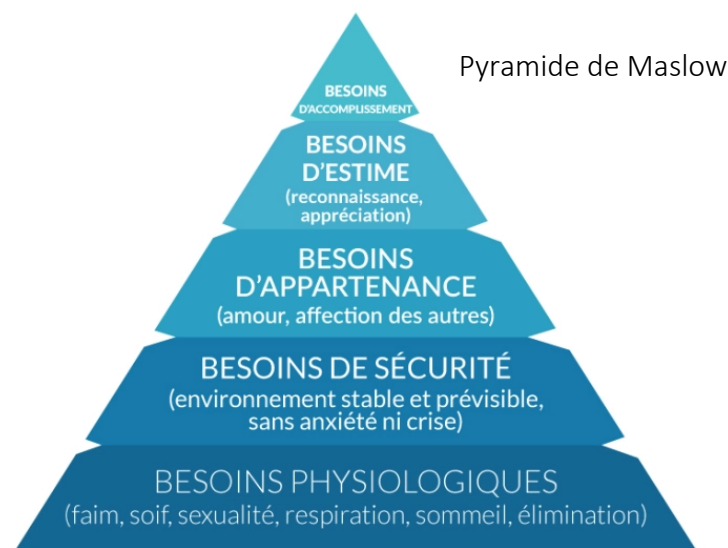 Pyramide de Maslow
BESOINS
D'ACCOMPLISSEMENT
BESOINS
D'ESTIME
(reconnaissance,
appréciation)
BESOINS
D'APPARTENANCE
(amour, affection des autres)
BESOINS DE SÉCURITÉ
(environnement stable et prévisible,
sans anxiété ni crise)
BESOINS PHYSIOLOGIQUES
(faim, soif, sexualité, respiration, sommeil, élimination)